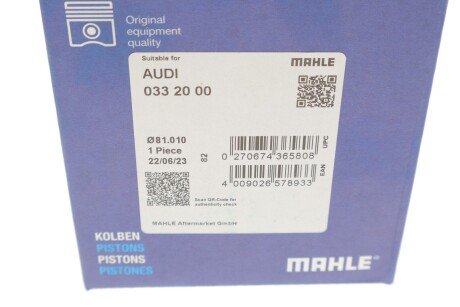 Original
equipment
quality
Suitable for
MAHLE
AUDI
033 20 00
Ø81.010
1 Piece
22/06/23
82
0 270674 365808
UPC
4 009026 578933
EAN
Scan QR-Code for
authenticity check
MAHLE Aftermarket GmbH
KOLBEN
PISTONS
PISTONS
PISTONES
MAHLE